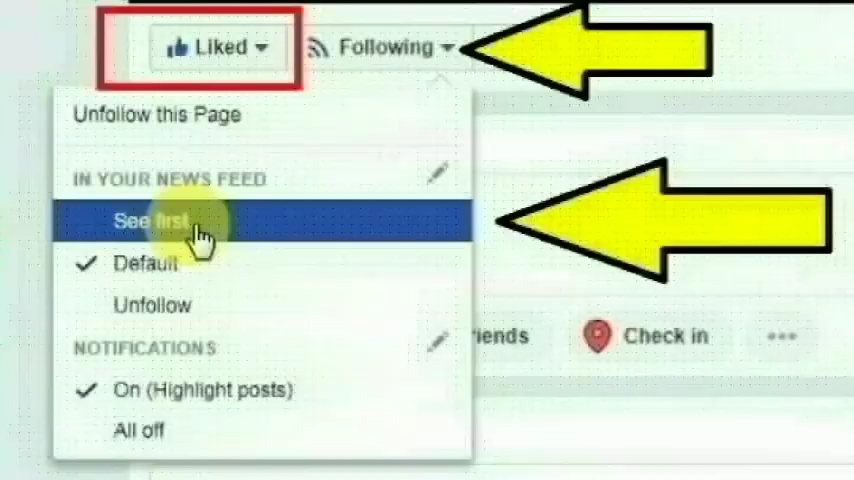 Liked Following
Unfollow this Page
IN YOUR NEWS FEED
See first
Default
Unfollow
riends Check in
NOTIFICATIONS
On (Highlight posts)
All off